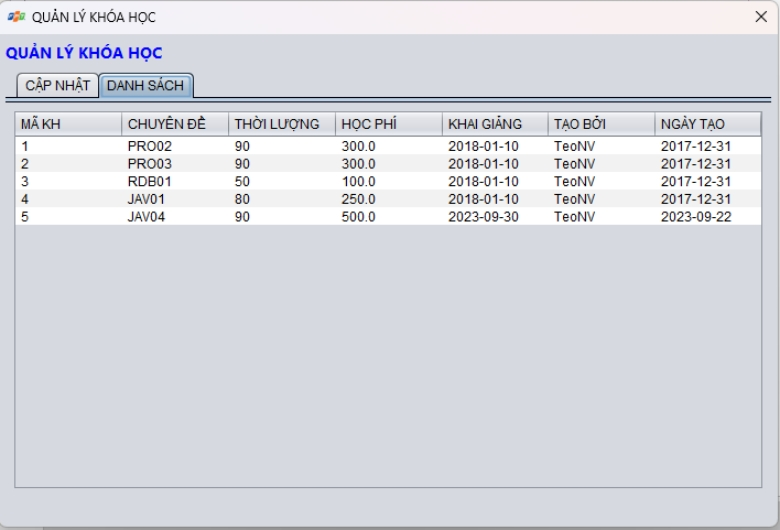 QUẢN LÝ KHÓA HỌC
QUẢN LÝ KHÓA HỌC
CẬP NHẬT DANH SÁCH
MÃ KH CHUYÊN ĐỀ THỜI LƯỢNG HỌC PHÍ KHAI GIẢNG TẠO BỞI NGÀY TẠO
1 PRO02 90 300.0 2018-01-10 TeoNV 2017-12-31
2 PRO03 90 300.0 2018-01-10 TeoNV 2017-12-31
3 RDB01 50 100.0 2018-01-10 TeoNV 2017-12-31
4 JAV01 80 250.0 2018-01-10 TeoNV 2017-12-31
5 JAV04 90 500.0 2023-09-30 TeoNV 2023-09-22